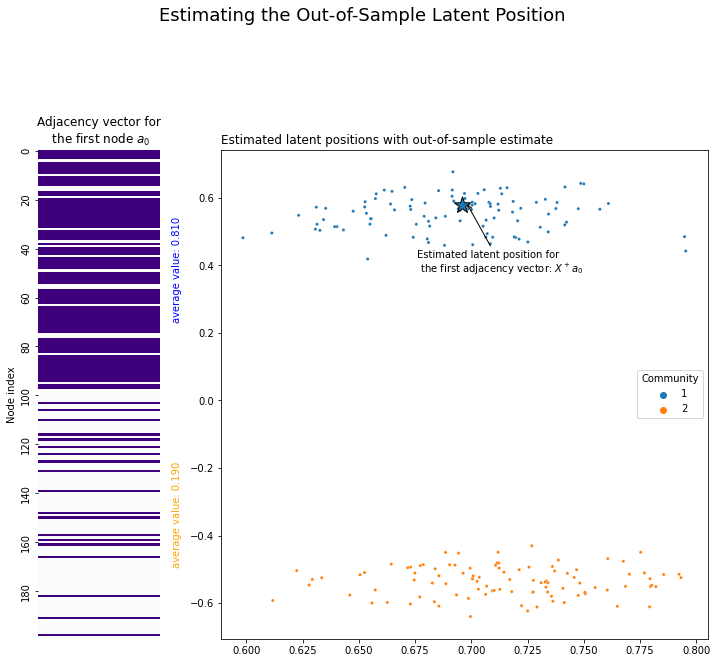 Estimating the Out-of-Sample Latent Position
Adjacency vector for
the first node a₀
Node index
0
20
40
60
80
100
120
140
160
180
average value: 0.810
average value: 0.190
Estimated latent positions with out-of-sample estimate
0.6
0.4
0.2
0.0
−0.2
−0.4
−0.6
Estimated latent position for
the first adjacency vector: X⁺a₀
Community
1
2
0.600
0.625
0.650
0.675
0.700
0.725
0.750
0.775
0.800